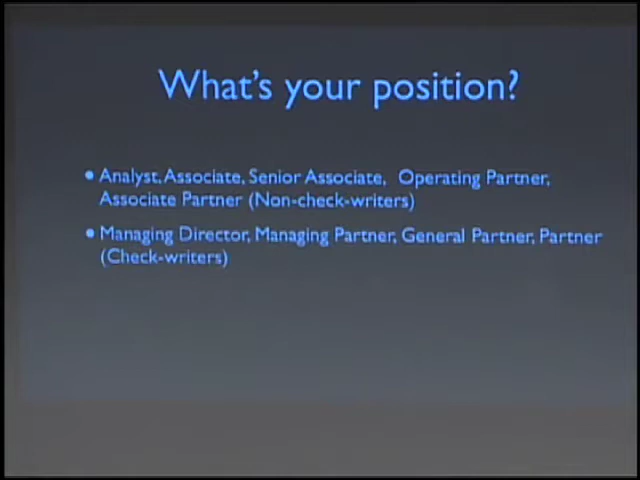 What's your position?
• Analyst, Associate, Senior Associate, Operating Partner,
Associate Partner (Non-check-writers)
• Managing Director, Managing Partner, General Partner, Partner
(Check-writers)